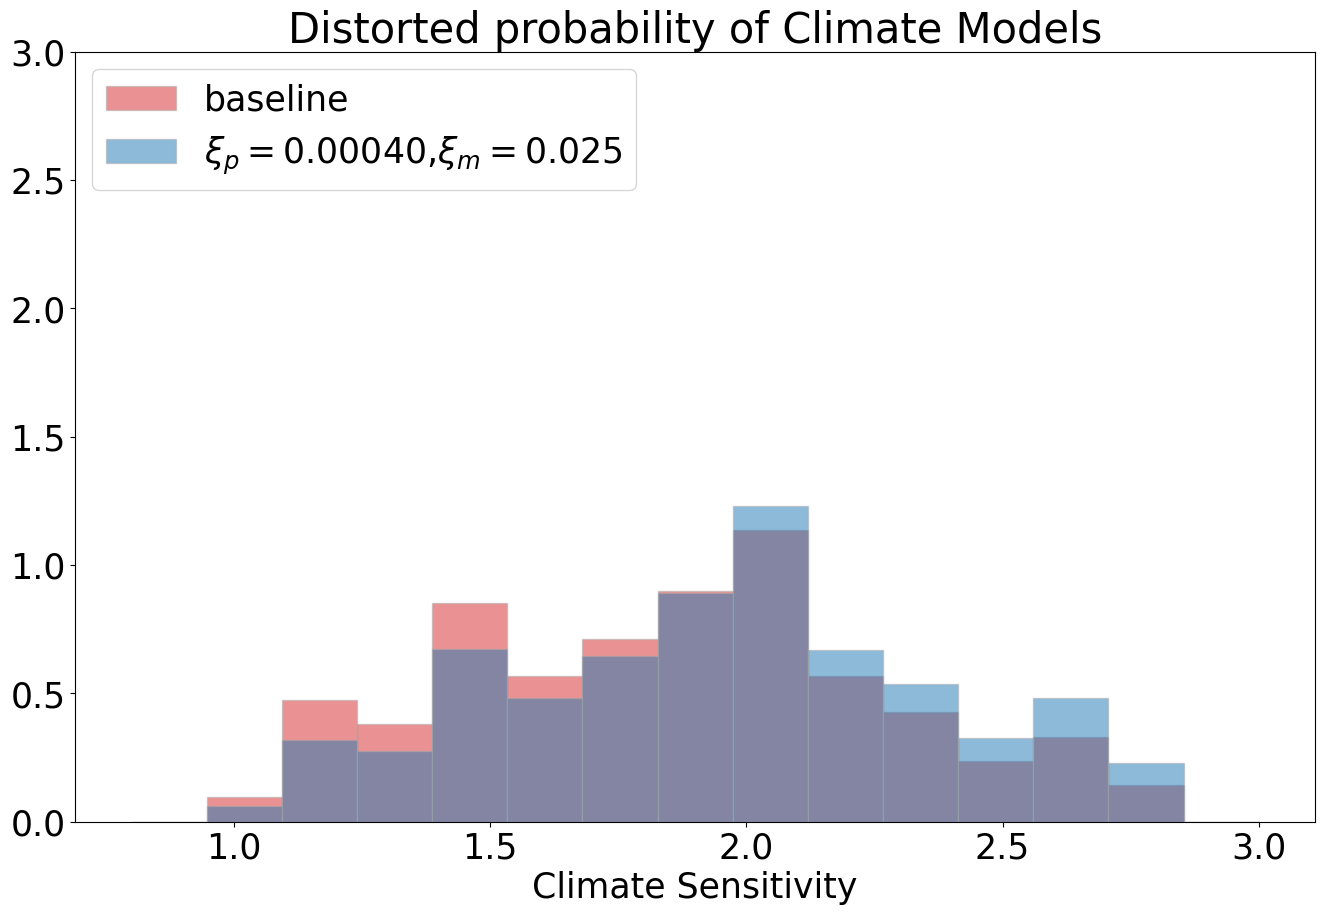 Distorted probability of Climate Models
3.0
2.5
2.0
1.5
1.0
0.5
0.0
baseline
ξₚ = 0.00040,ξₘ = 0.025
1.0 1.5 2.0 2.5 3.0
Climate Sensitivity